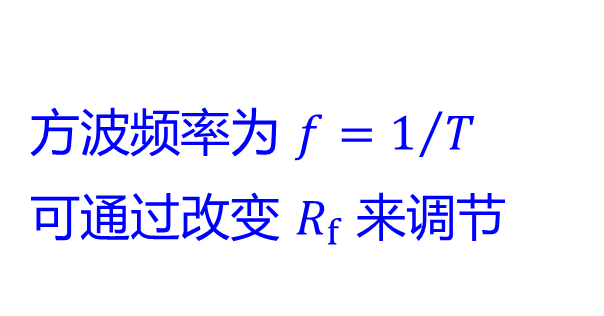 方波频率为 f = 1/T
可通过改变 R_f 来调节